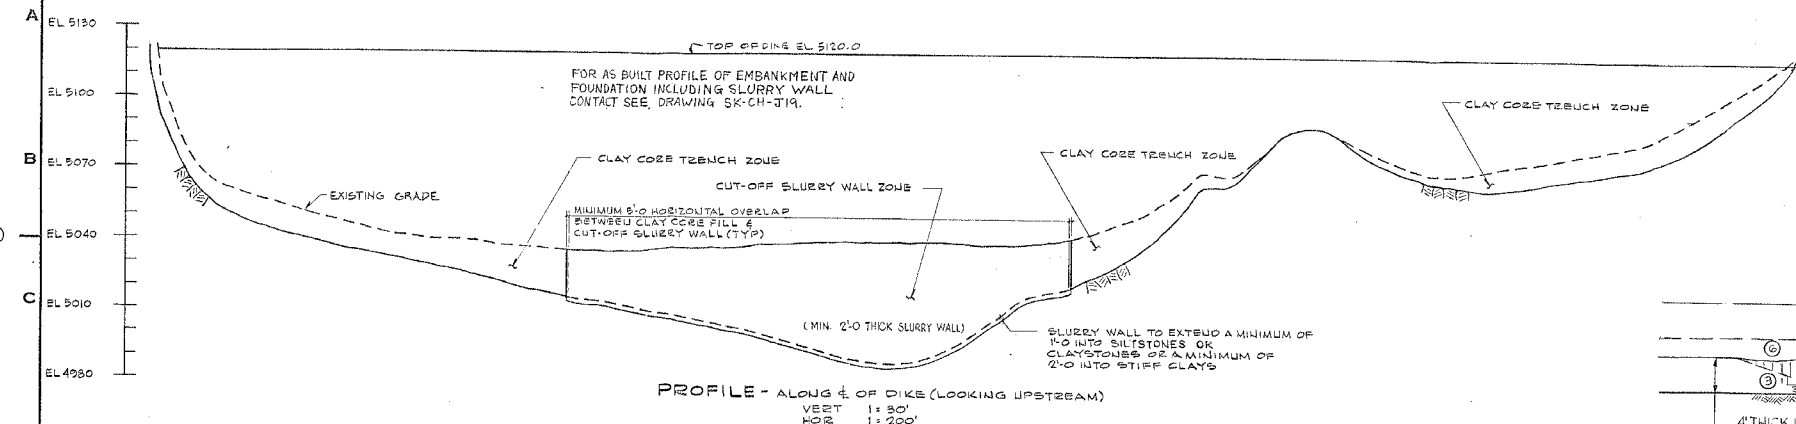 A
EL 5130
TOP OF DIKE EL 5120.0
FOR AS BUILT PROFILE OF EMBANKMENT AND
FOUNDATION INCLUDING SLURRY WALL
CONTACT SEE, DRAWING SK-CH-J19.
EL 5100
CLAY CORE TRENCH ZONE
B
EL 5070
CLAY CORE TRENCH ZONE
CLAY CORE TRENCH ZONE
CUT-OFF SLURRY WALL ZONE
EXISTING GRADE
MINIMUM 5'-0 HORIZONTAL OVERLAP
BETWEEN CLAY CORE FILL &
CUT-OFF SLURRY WALL (TYP)
EL 5040
C
EL 5010
(MIN. 2'-0 THICK SLURRY WALL)
SLURRY WALL TO EXTEND A MINIMUM OF
1'-0 INTO SILTSTONES OR
CLAYSTONES OR A MINIMUM OF
2'-0 INTO STIFF CLAYS
EL 4980
6
3
PROFILE - ALONG ℄ OF DIKE (LOOKING UPSTREAM)
VERT 1 = 30'
HOR 1 = 200'
4' THICK